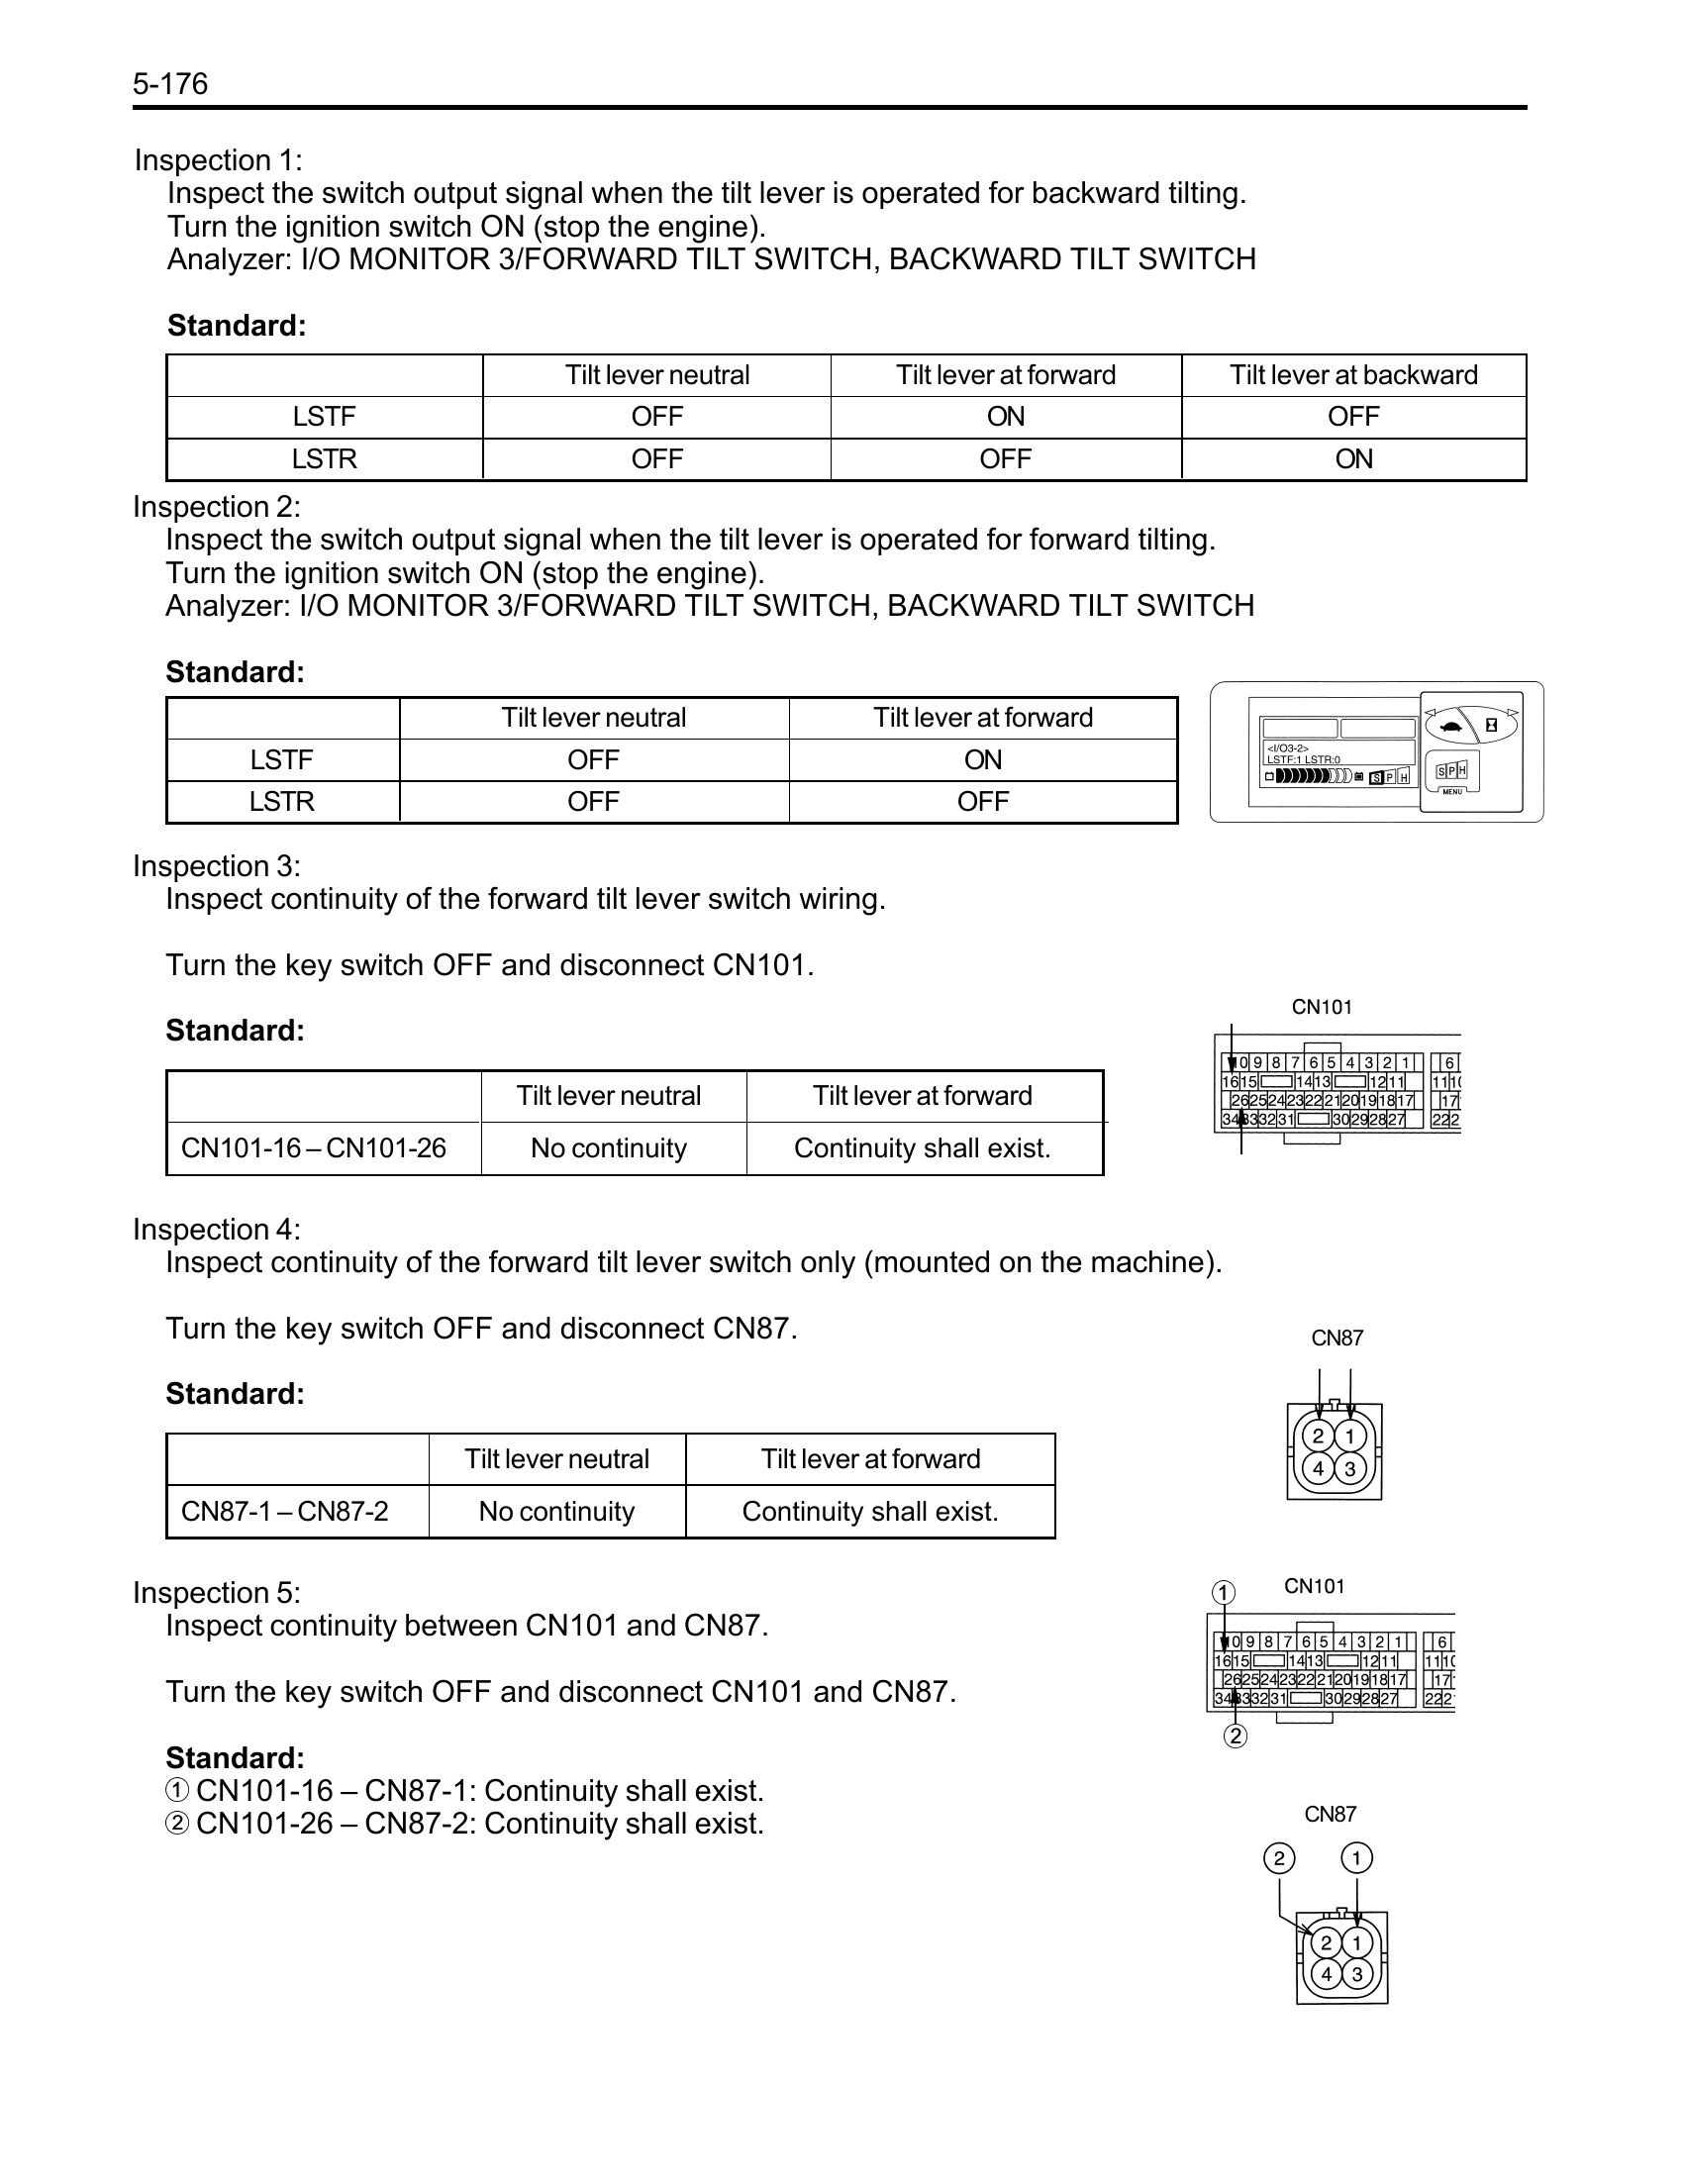 5-176
Inspection 1:
Inspect the switch output signal when the tilt lever is operated for backward tilting.
Turn the ignition switch ON (stop the engine).
Analyzer: I/O MONITOR 3/FORWARD TILT SWITCH, BACKWARD TILT SWITCH
Standard:
Tilt lever neutral Tilt lever at forward Tilt lever at backward
LSTF OFF ON OFF
LSTR OFF OFF ON
Inspection 2:
Inspect the switch output signal when the tilt lever is operated for forward tilting.
Turn the ignition switch ON (stop the engine).
Analyzer: I/O MONITOR 3/FORWARD TILT SWITCH, BACKWARD TILT SWITCH
Standard:
Tilt lever neutral Tilt lever at forward
LSTF OFF ON
LSTR OFF OFF
<I/O3-2>
LSTF:1 LSTR:0
S P H
S P H
MENU
Inspection 3:
Inspect continuity of the forward tilt lever switch wiring.
Turn the key switch OFF and disconnect CN101.
Standard:
Tilt lever neutral Tilt lever at forward
CN101-16 – CN101-26 No continuity Continuity shall exist.
CN101
9 8 7 6 5 4 3 2 1 6
16 15 14 13 12 11 11
26 25 24 23 22 21 20 19 18 17 17
34 32 31 30 29 28 27 22
Inspection 4:
Inspect continuity of the forward tilt lever switch only (mounted on the machine).
Turn the key switch OFF and disconnect CN87.
Standard:
Tilt lever neutral Tilt lever at forward
CN87-1 – CN87-2 No continuity Continuity shall exist.
CN87
2 1
4 3
Inspection 5:
Inspect continuity between CN101 and CN87.
Turn the key switch OFF and disconnect CN101 and CN87.
Standard:
① CN101-16 – CN87-1: Continuity shall exist.
② CN101-26 – CN87-2: Continuity shall exist.
① CN101
9 8 7 6 5 4 3 2 1 6
16 15 14 13 12 11 11
26 25 24 23 22 21 20 19 18 17 17
34 32 31 30 29 28 27 22
②
CN87
② ①
2 1
4 3